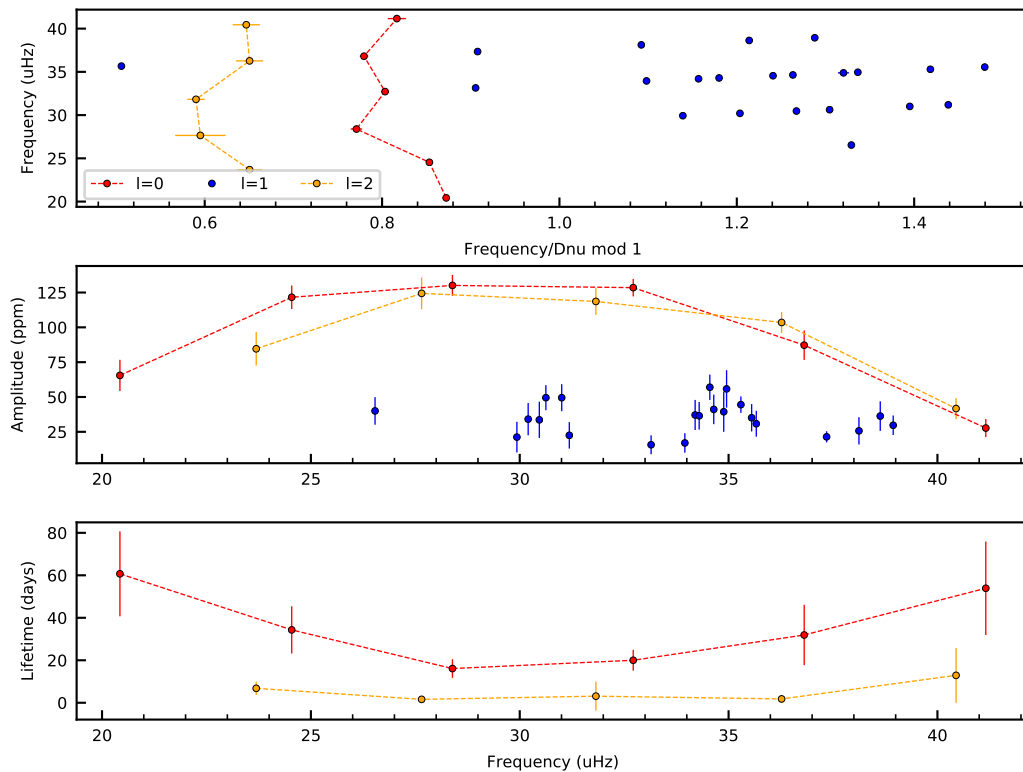 40
35
30
25
20
Frequency (uHz)
l=0 l=1 l=2
0.6 0.8 1.0 1.2 1.4
Frequency/Dnu mod 1
125
100
75
50
25
Amplitude (ppm)
20 25 30 35 40
80
60
40
20
0
Lifetime (days)
20 25 30 35 40
Frequency (uHz)